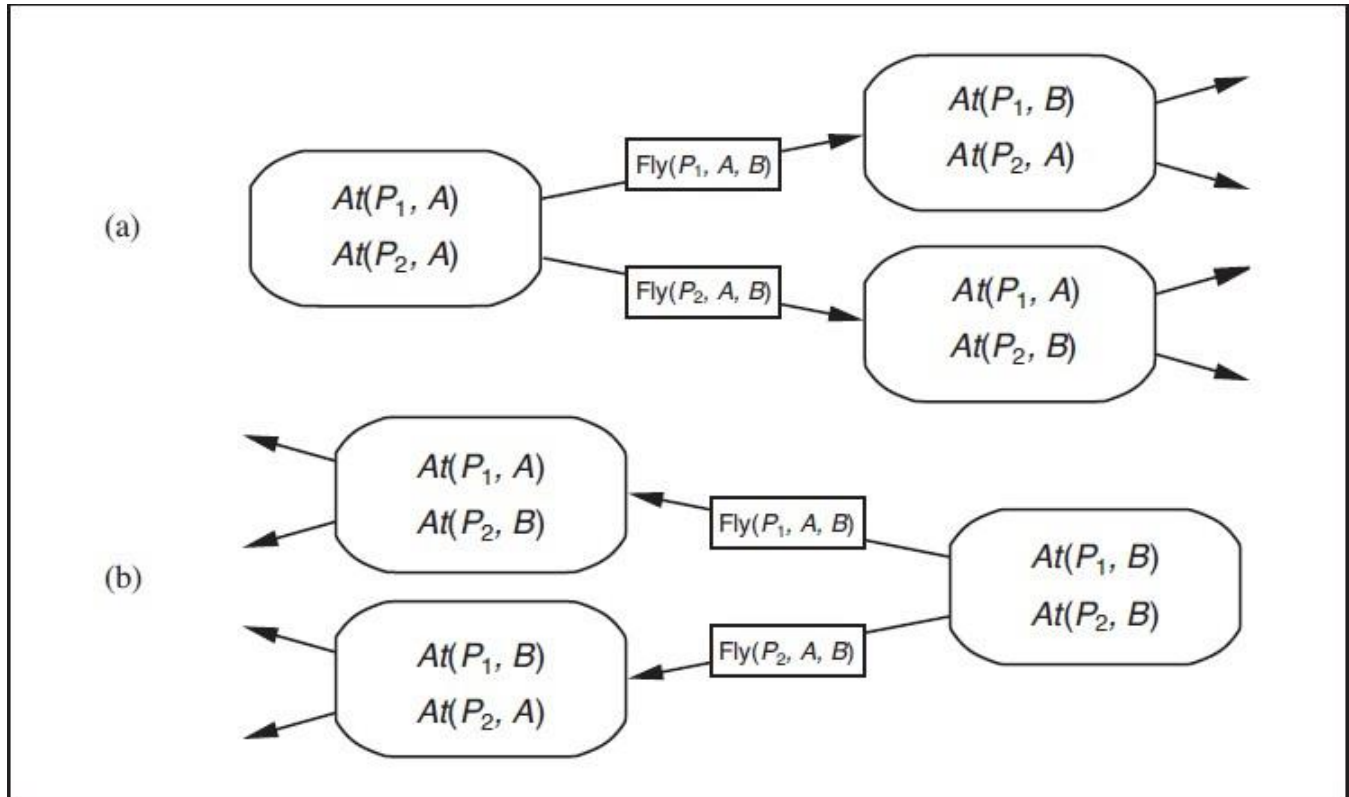 At(P₁, B)
At(P₂, A)
Fly(P₁, A, B)
At(P₁, A)
At(P₂, A)
(a)
Fly(P₂, A, B)
At(P₁, A)
At(P₂, B)
At(P₁, A)
At(P₂, B)
Fly(P₁, A, B)
At(P₁, B)
At(P₂, B)
(b)
Fly(P₂, A, B)
At(P₁, B)
At(P₂, A)